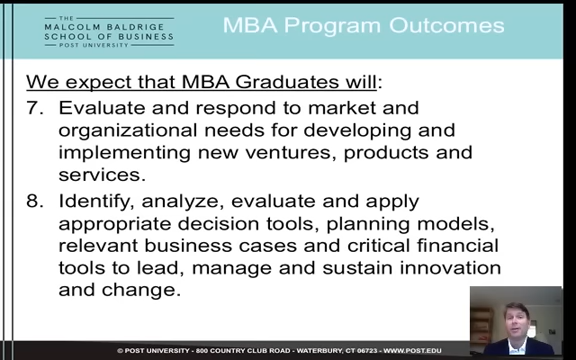 THE
MALCOLM BALDRIGE
SCHOOL OF BUSINESS
POST UNIVERSITY
MBA Program Outcomes
We expect that MBA Graduates will:
7. Evaluate and respond to market and
organizational needs for developing and
implementing new ventures, products and
services.
8. Identify, analyze, evaluate and apply
appropriate decision tools, planning models,
relevant business cases and critical financial
tools to lead, manage and sustain innovation
and change.
© POST UNIVERSITY - 800 COUNTRY CLUB ROAD - WATERBURY, CT 06723 - WWW.POST.EDU